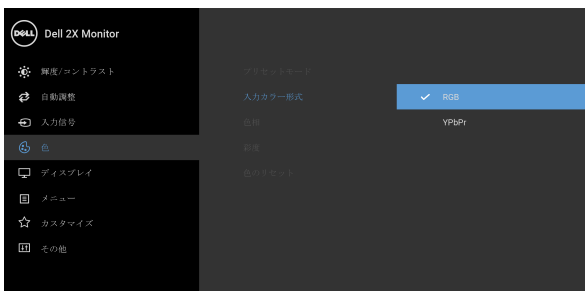 DELL Dell 2X Monitor
輝度/コントラスト
プリセットモード
自動調整
入力カラー形式
RGB
入力信号
色相
YPbPr
色
彩度
ディスプレイ
色のリセット
メニュー
カスタマイズ
その他